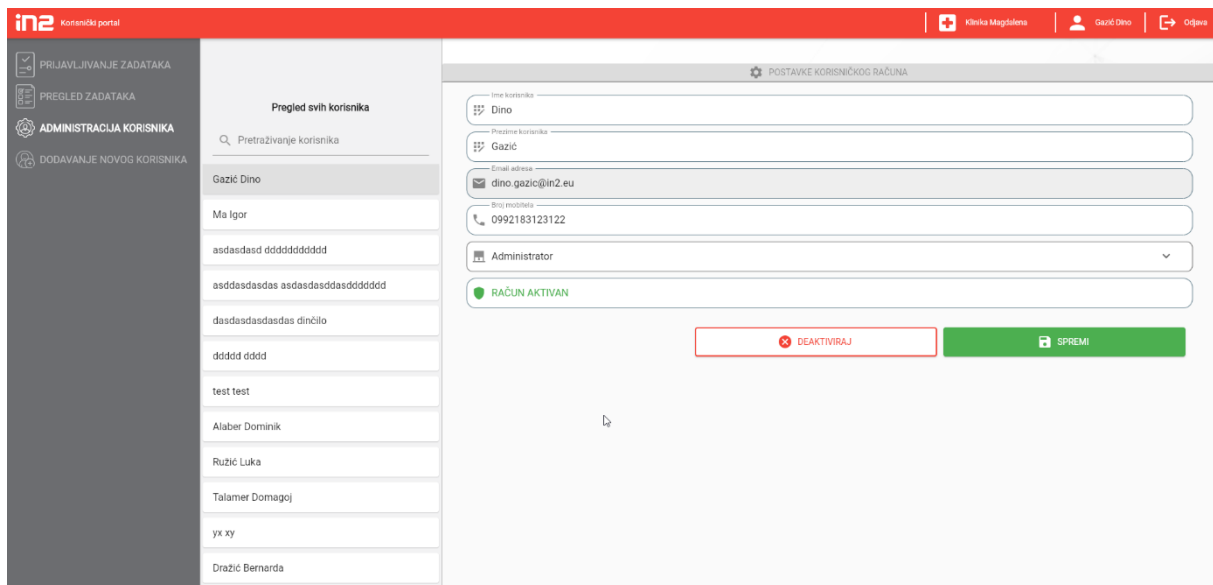 in2 Korisnički portal
Klinika Magdalena
Gazić Dino
Odjava
PRIJAVLJIVANJE ZADATAKA
PREGLED ZADATAKA
ADMINISTRACIJA KORISNIKA
DODAVANJE NOVOG KORISNIKA
Pregled svih korisnika
Pretraživanje korisnika
Gazić Dino
Ma Igor
asdasdasd ddddddddddd
asddasdasdas asdasdasddasddddddd
dasdasdasdasdas dinčilo
ddddd dddd
test test
Alaber Dominik
Ružić Luka
Talamer Domagoj
yx xy
Dražić Bernarda
POSTAVKE KORISNIČKOG RAČUNA
Ime korisnika
Dino
Prezime korisnika
Gazić
Email adresa
dino.gazic@in2.eu
Broj mobitela
0992183123122
Administrator
RAČUN AKTIVAN
DEAKTIVIRAJ
SPREMI